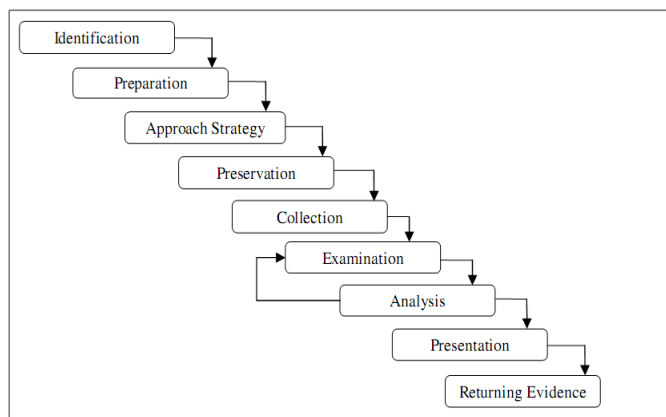 Identification
Preparation
Approach Strategy
Preservation
Collection
Examination
Analysis
Presentation
Returning Evidence